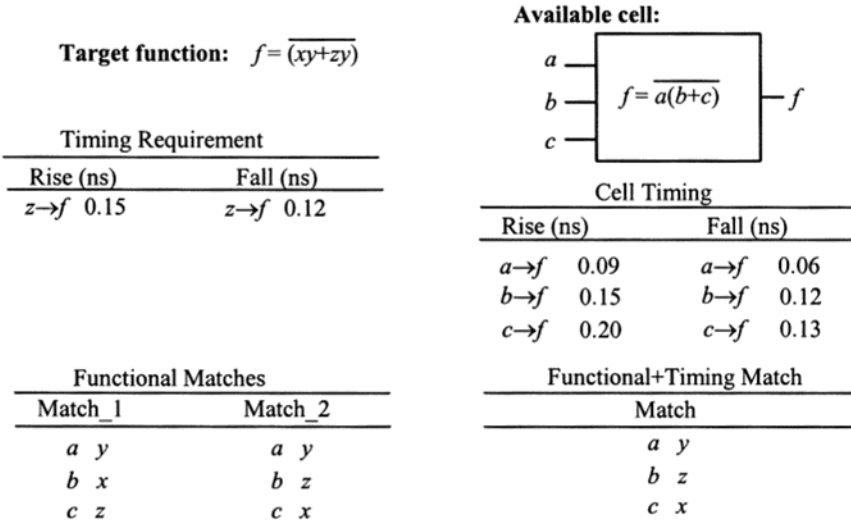 Available cell:
Target function: f = \overline{(xy+zy)}
a
b
c
f = \overline{a(b+c)}
f
Timing Requirement
Rise (ns) Fall (ns)
z→f 0.15 z→f 0.12
Cell Timing
Rise (ns) Fall (ns)
a→f 0.09 a→f 0.06
b→f 0.15 b→f 0.12
c→f 0.20 c→f 0.13
Functional Matches
Match_1 Match_2
a y a y
b x b z
c z c x
Functional+Timing Match
Match
a y
b z
c x